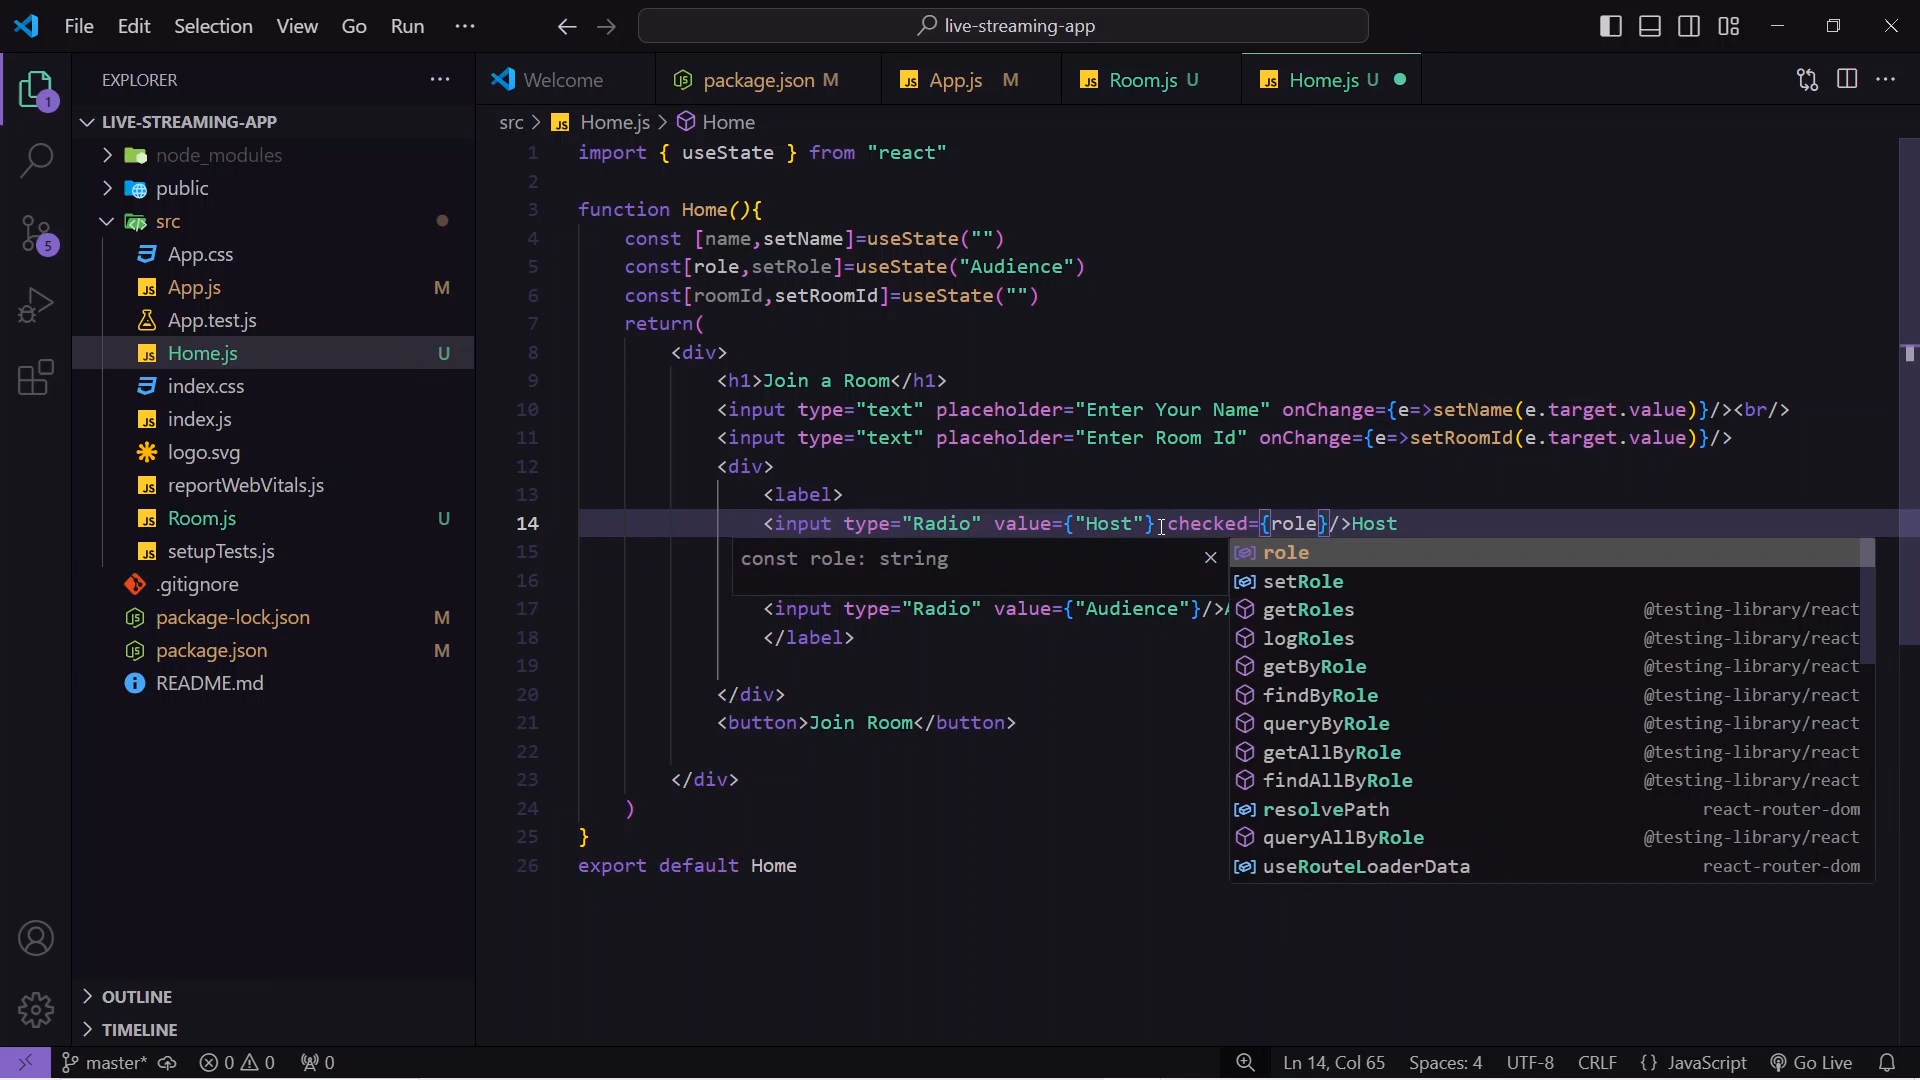 File Edit Selection View Go Run ···
live-streaming-app
EXPLORER
Welcome
package.json M
App.js M
Room.js U
Home.js U
LIVE-STREAMING-APP
node_modules
public
src
App.css
App.js M
App.test.js
Home.js U
index.css
index.js
logo.svg
reportWebVitals.js
Room.js U
setupTests.js
.gitignore
package-lock.json M
package.json M
README.md
OUTLINE
TIMELINE
1
5
src > JS Home.js > Home
1 import { useState } from "react"
2
3 function Home(){
4 const [name,setName]=useState("")
5 const[role,setRole]=useState("Audience")
6 const[roomId,setRoomId]=useState("")
7 return(
8 <div>
9 <h1>Join a Room</h1>
10 <input type="text" placeholder="Enter Your Name" onChange={e=>setName(e.target.value)}/><br/>
11 <input type="text" placeholder="Enter Room Id" onChange={e=>setRoomId(e.target.value)}/>
12 <div>
13 <label>
14 <input type="Radio" value={"Host"} checked={role}/>Host
15
16
17 <input type="Radio" value={"Audience"}/>
18 </label>
19
20 </div>
21 <button>Join Room</button>
22
23 </div>
24 )
25 }
26 export default Home
const role: string
role
setRole
getRoles @testing-library/react
logRoles @testing-library/react
getByRole @testing-library/react
findByRole @testing-library/react
queryByRole @testing-library/react
getAllByRole @testing-library/react
findAllByRole @testing-library/react
resolvePath react-router-dom
queryAllByRole @testing-library/react
useRouteLoaderData react-router-dom
master* 0 0 0 Ln 14, Col 65 Spaces: 4 UTF-8 CRLF {} JavaScript Go Live